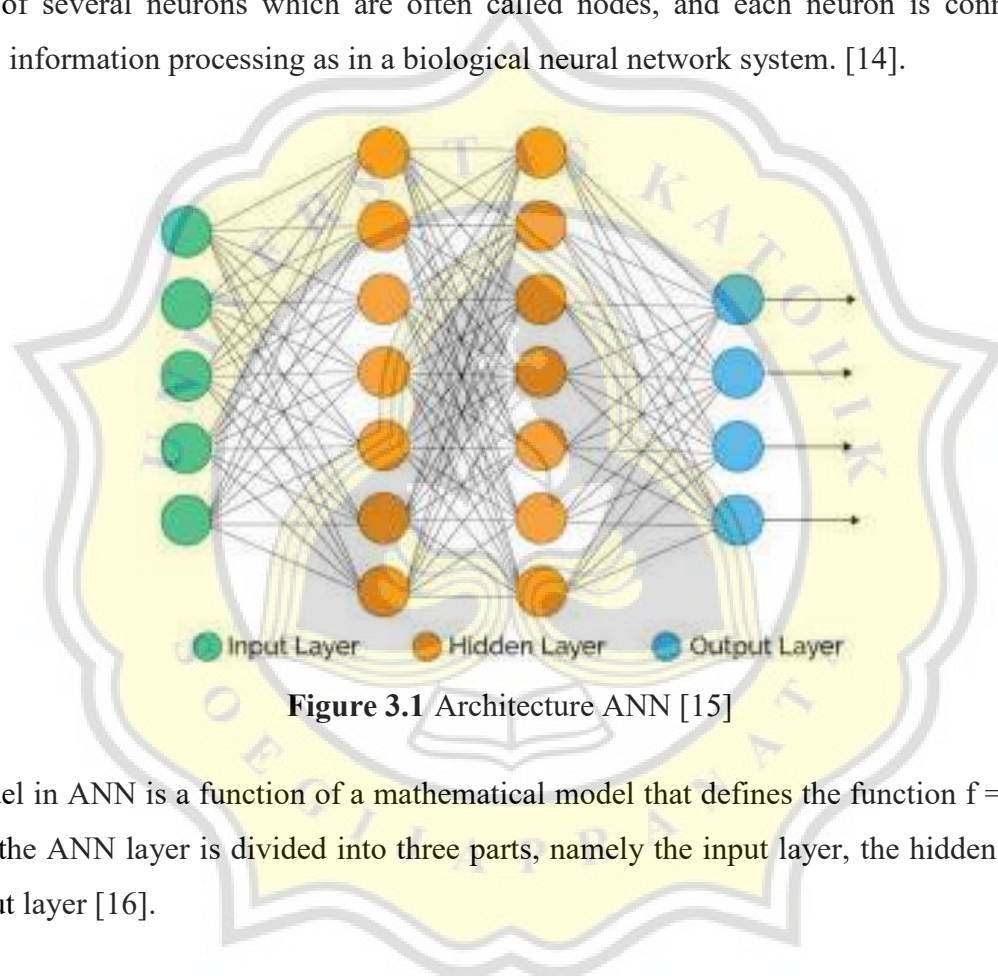 of several neurons which are often called nodes, and each neuron is
information processing as in a biological neural network system. [14].
UNIVERSITAS KATOLIK
Input Layer Hidden Layer Output Layer
Figure 3.1 Architecture ANN [15]
SOEGIJAPRANATA
in ANN is a function of a mathematical model that defines the function f =
the ANN layer is divided into three parts, namely the input layer, the hidden
layer [16].